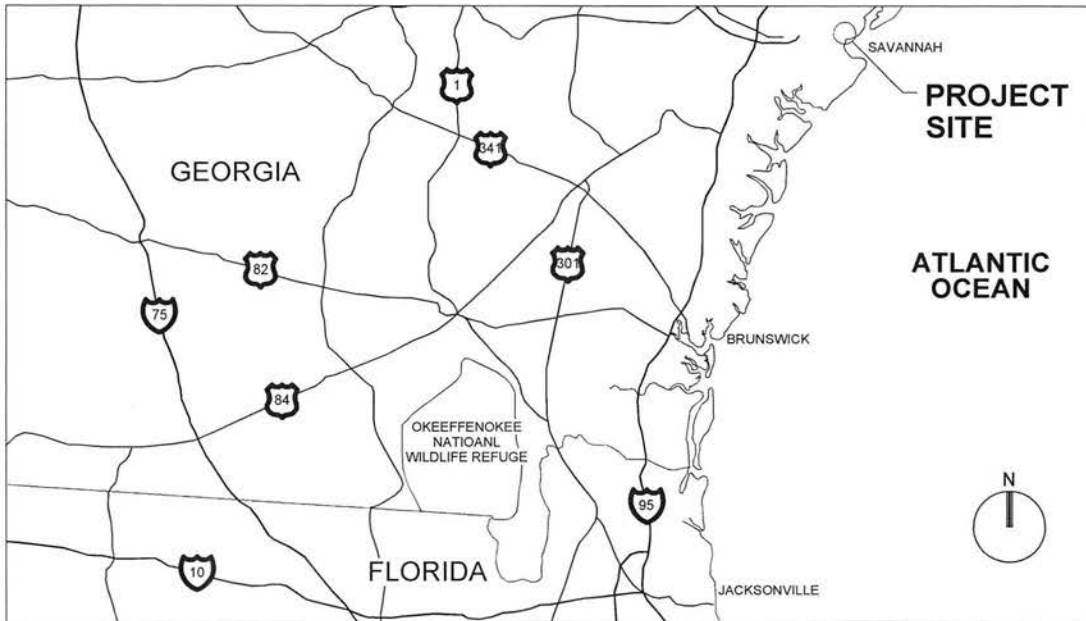 SAVANNAH
PROJECT
SITE
1
341
GEORGIA
82
301
ATLANTIC
OCEAN
75
BRUNSWICK
84
OKEEFFENOKEE
NATIOANL
WILDLIFE REFUGE
N
95
10
FLORIDA
JACKSONVILLE